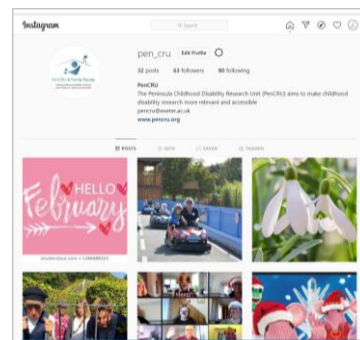 Instagram
Search
pen_cru Edit Profile
32 posts 63 followers 80 following
PenCRU
The Peninsula Childhood Disability Research Unit (PenCRU) aims to make childhood
disability research more relevant and accessible
pencru@exeter.ac.uk
www.pencru.org
POSTS IGTV SAVED TAGGED
HELLO
February